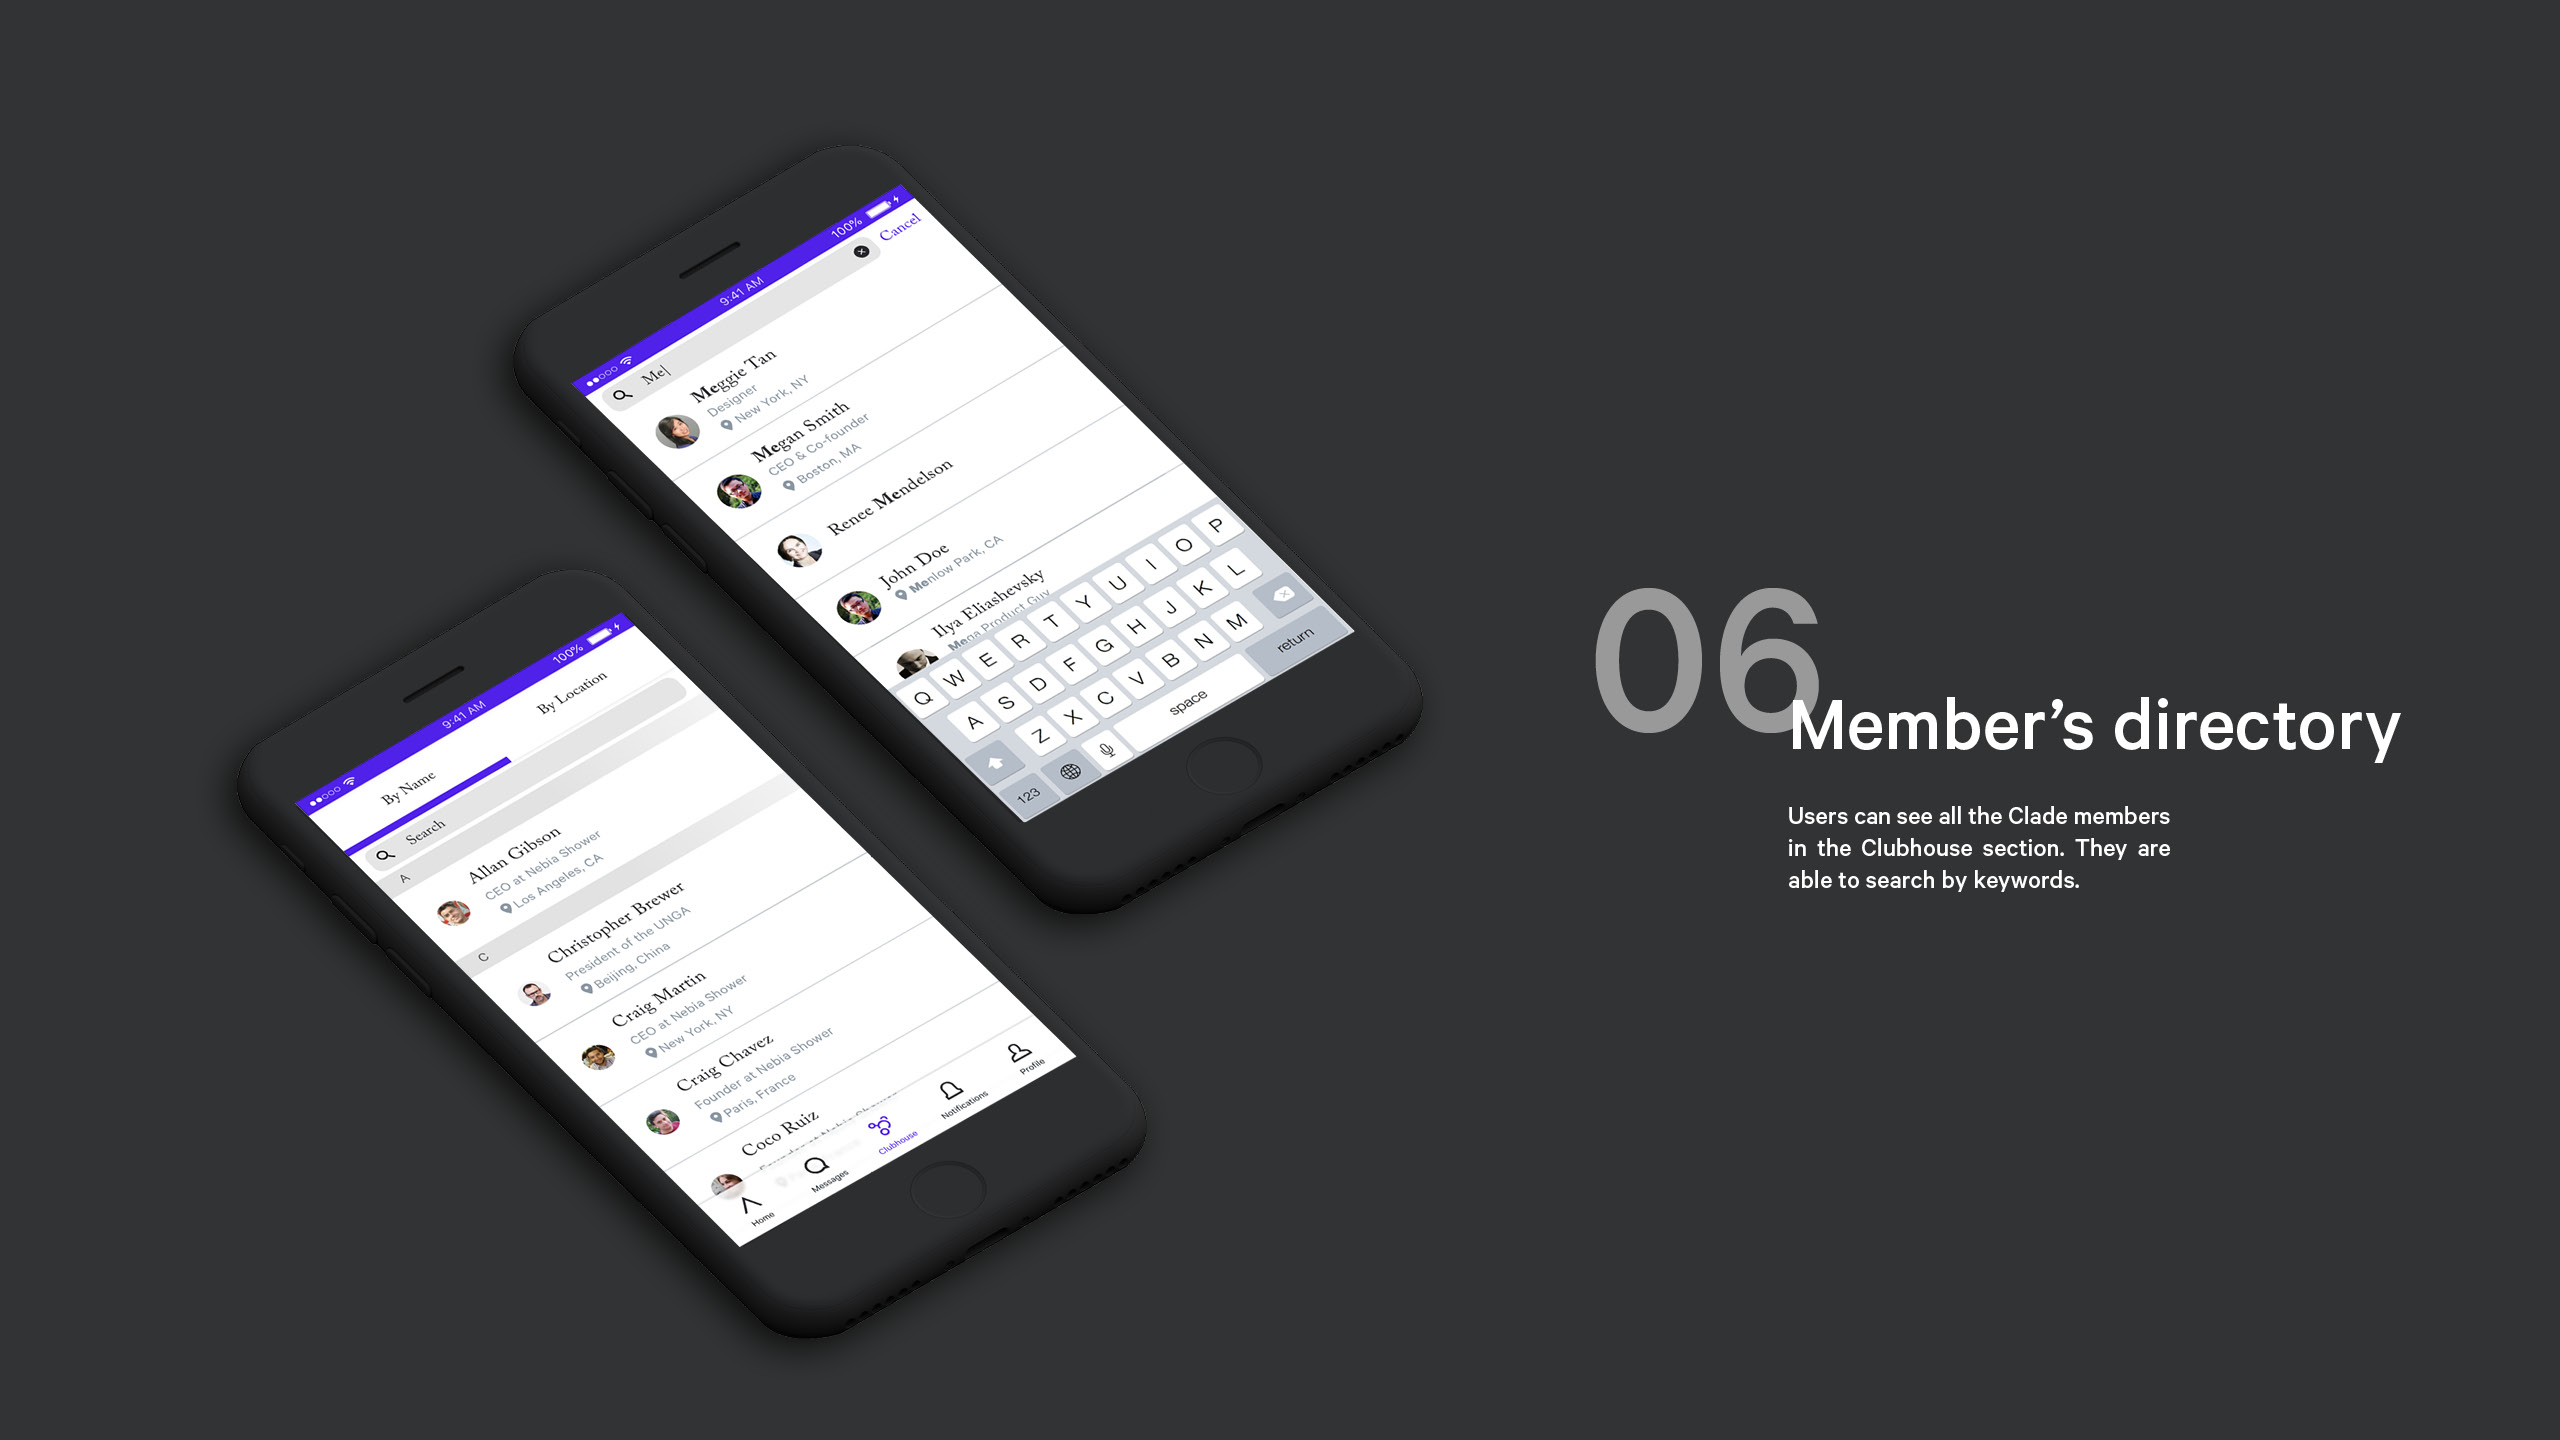 9:41 AM
100%
Me
Cancel
Meggie Tan
Designer
New York, NY
Megan Smith
CEO & Co-founder
Boston, MA
Renee Mendelson
John Doe
Menlow Park, CA
Ilya Eliashevsky
Mega Product Guy
Q W E R T Y U I O P
A S D F G H J K L
Z X C V B N M
123
space
return
9:41 AM
100%
By Name
By Location
Search
A
Allan Gibson
CEO at Nebia Shower
Los Angeles, CA
C
Christopher Brewer
President of the UNGA
Beijing, China
Craig Martin
CEO at Nebia Shower
New York, NY
Craig Chavez
Founder at Nebia Shower
Paris, France
Coco Ruiz
Home
Messages
Clubhouse
Notifications
Profile
06
Member’s directory
Users can see all the Clade members
in the Clubhouse section. They are
able to search by keywords.